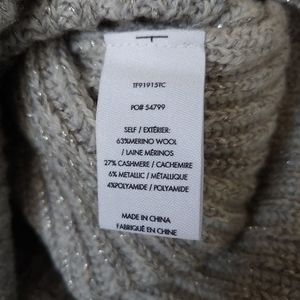 TF91915TC
PO# 54799
SELF / EXTÉRIER:
63%MERINO WOOL
/ LAINE MÉRINOS
27% CASHMERE / CACHEMIRE
6% METALLIC / MÉTALLIQUE
4%POLYAMIDE / POLYAMIDE
MADE IN CHINA
FABRIQUÉ EN CHINE